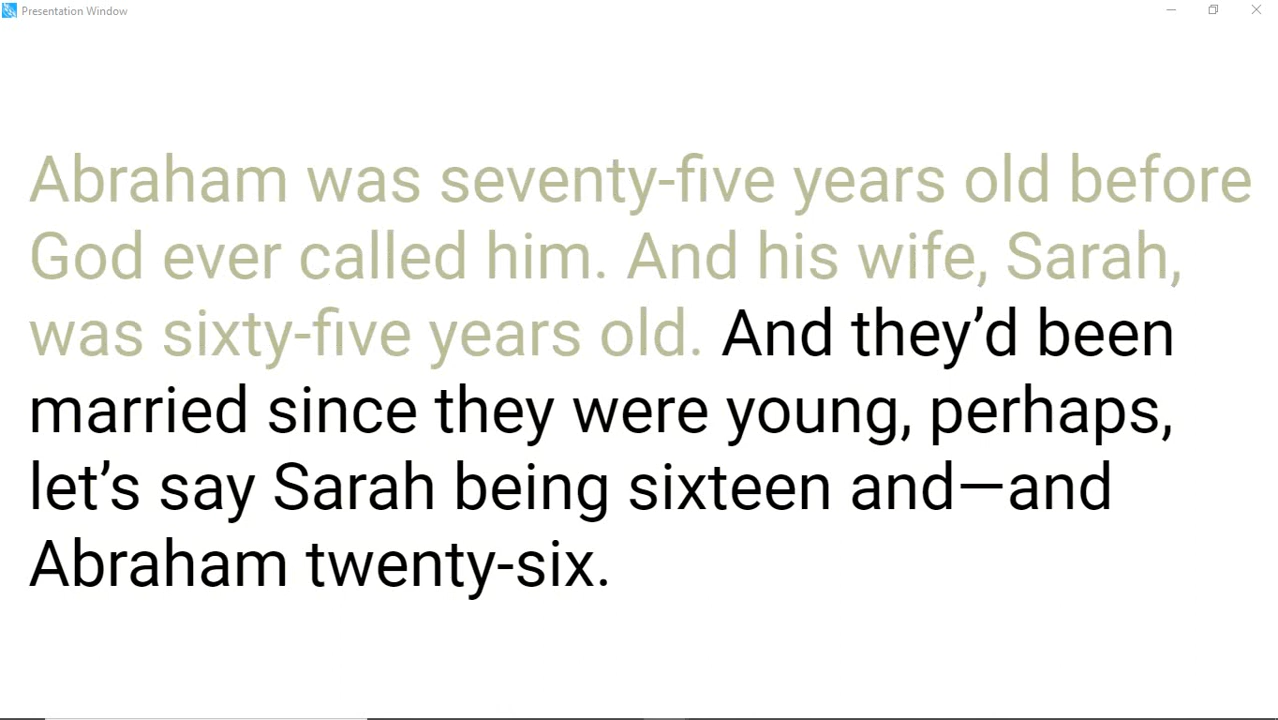 Presentation Window
Abraham was seventy-five years old before
God ever called him. And his wife, Sarah,
was sixty-five years old. And they’d been
married since they were young, perhaps,
let’s say Sarah being sixteen and—and
Abraham twenty-six.